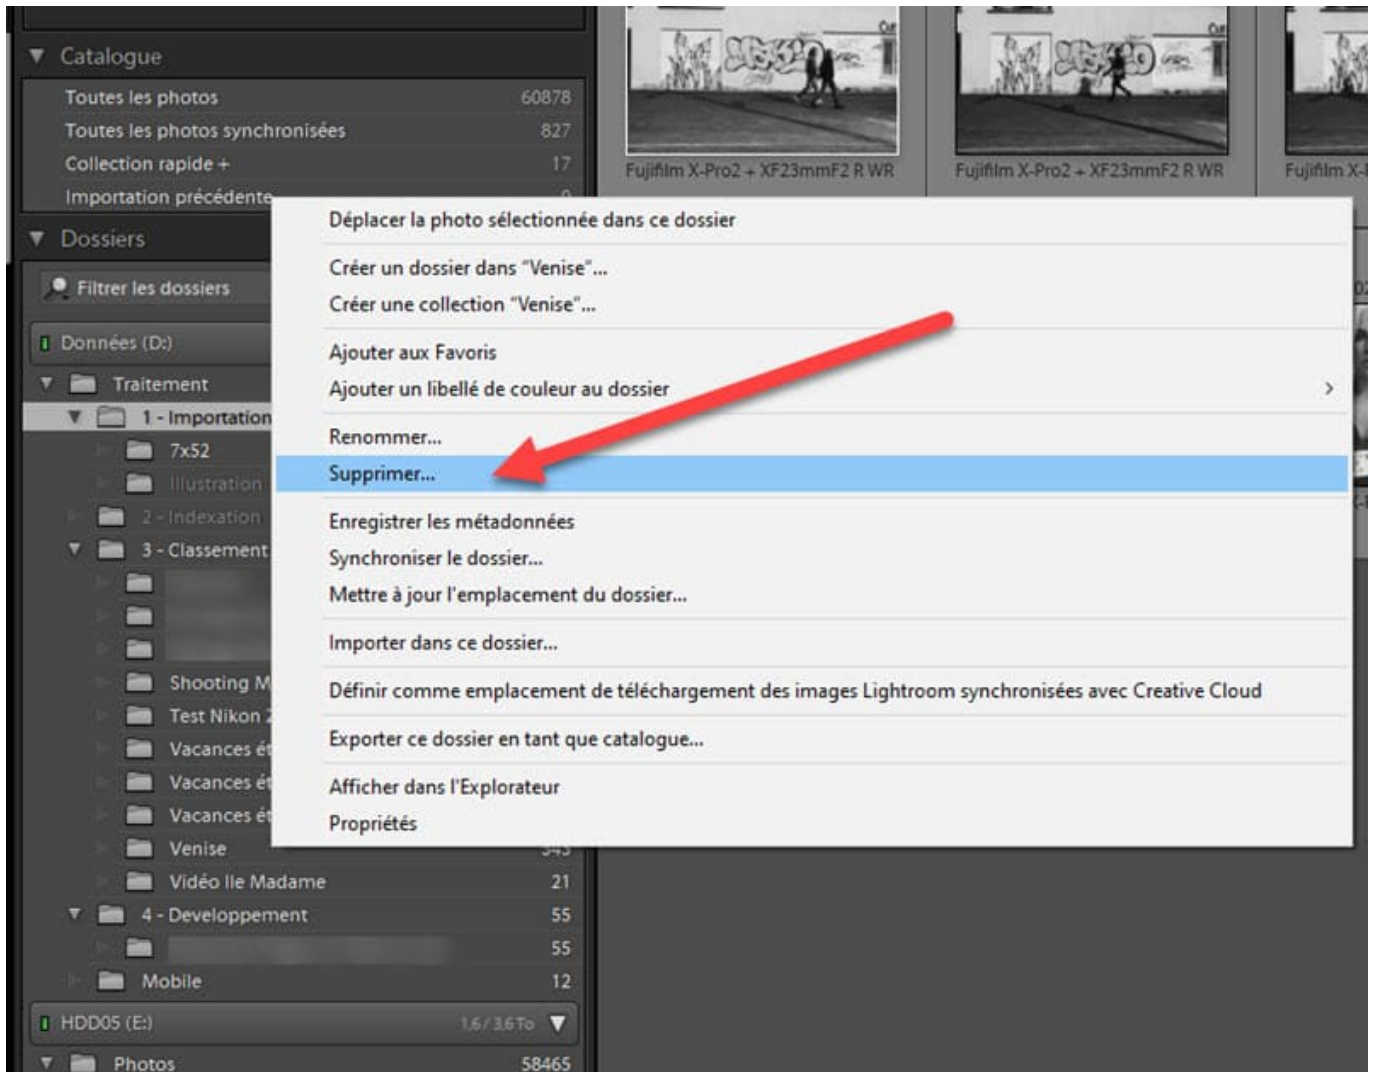 Catalogue
Toutes les photos 60878
Toutes les photos synchronisées 827
Collection rapide + 17
Importation précédente
Fujifilm X-Pro2 + XF23mmF2 R WR
Fujifilm X-Pro2 + XF23mmF2 R WR
Fujifilm X-
Dossiers
Filtrer les dossiers
Données (D:)
Traitement
1 - Importation
7x52
Illustration
2 - Indexation
3 - Classement
Shooting M
Test Nikon
Vacances ét
Vacances ét
Vacances ét
Venise
Vidéo Ile Madame 21
4 - Developpement 55
55
Mobile 12
HDD05 (E:) 1,6 / 3,6 To
Photos 58465
Déplacer la photo sélectionnée dans ce dossier
Créer un dossier dans "Venise"...
Créer une collection "Venise"...
Ajouter aux Favoris
Ajouter un libellé de couleur au dossier
Renommer...
Supprimer...
Enregistrer les métadonnées
Synchroniser le dossier...
Mettre à jour l'emplacement du dossier...
Importer dans ce dossier...
Définir comme emplacement de téléchargement des images Lightroom synchronisées avec Creative Cloud
Exporter ce dossier en tant que catalogue...
Afficher dans l'Explorateur
Propriétés